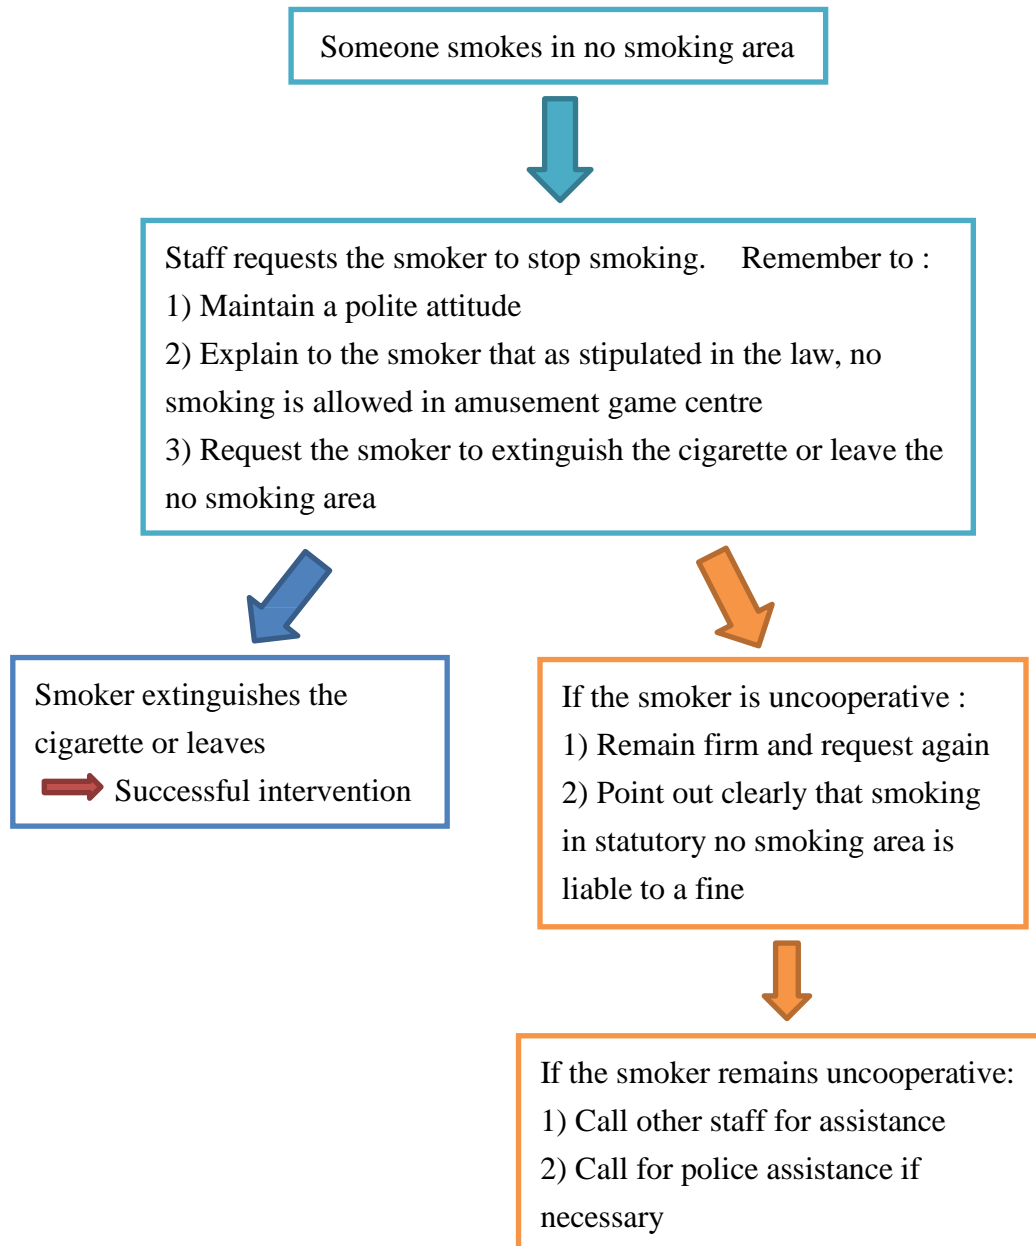 Someone smokes in no smoking area
Staff requests the smoker to stop smoking. Remember to :
1) Maintain a polite attitude
2) Explain to the smoker that as stipulated in the law, no
smoking is allowed in amusement game centre
3) Request the smoker to extinguish the cigarette or leave the
no smoking area
Smoker extinguishes the
cigarette or leaves
Successful intervention
If the smoker is uncooperative :
1) Remain firm and request again
2) Point out clearly that smoking
in statutory no smoking area is
liable to a fine
If the smoker remains uncooperative:
1) Call other staff for assistance
2) Call for police assistance if
necessary